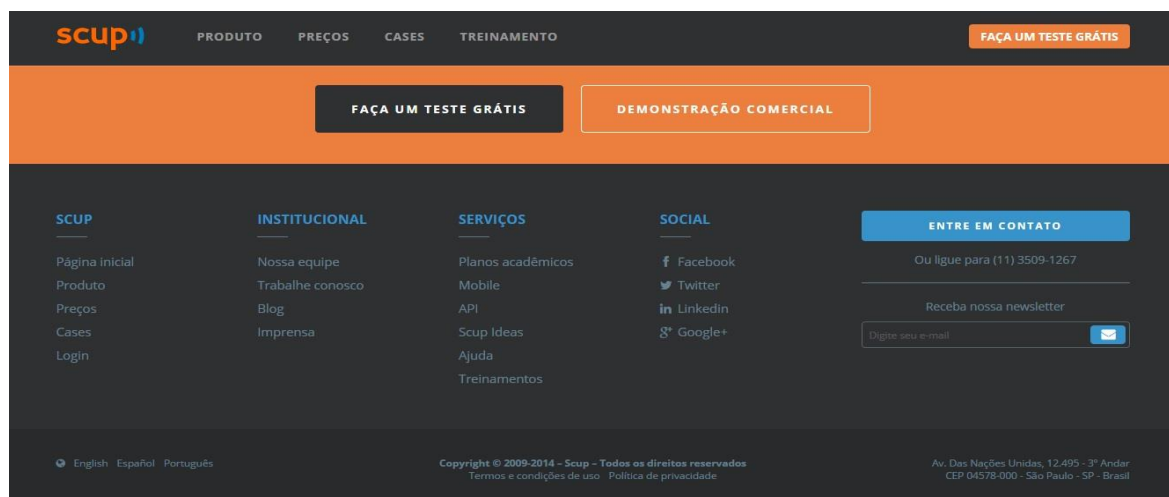 scup
PRODUTO PREÇOS CASES TREINAMENTO
FAÇA UM TESTE GRÁTIS
FAÇA UM TESTE GRÁTIS
DEMONSTRAÇÃO COMERCIAL
SCUP
Página inicial
Produto
Preços
Cases
Login
INSTITUCIONAL
Nossa equipe
Trabalhe conosco
Blog
Imprensa
SERVIÇOS
Planos acadêmicos
Mobile
API
Scup Ideas
Ajuda
Treinamentos
SOCIAL
Facebook
Twitter
Linkedin
Google+
ENTRE EM CONTATO
Ou ligue para (11) 3509-1267
Receba nossa newsletter
Digite seu e-mail
English Español Português
Copyright © 2009-2014 – Scup – Todos os direitos reservados
Termos e condições de uso Política de privacidade
Av. Das Nações Unidas, 12.495 - 3º Andar
CEP 04578-000 - São Paulo - SP - Brasil